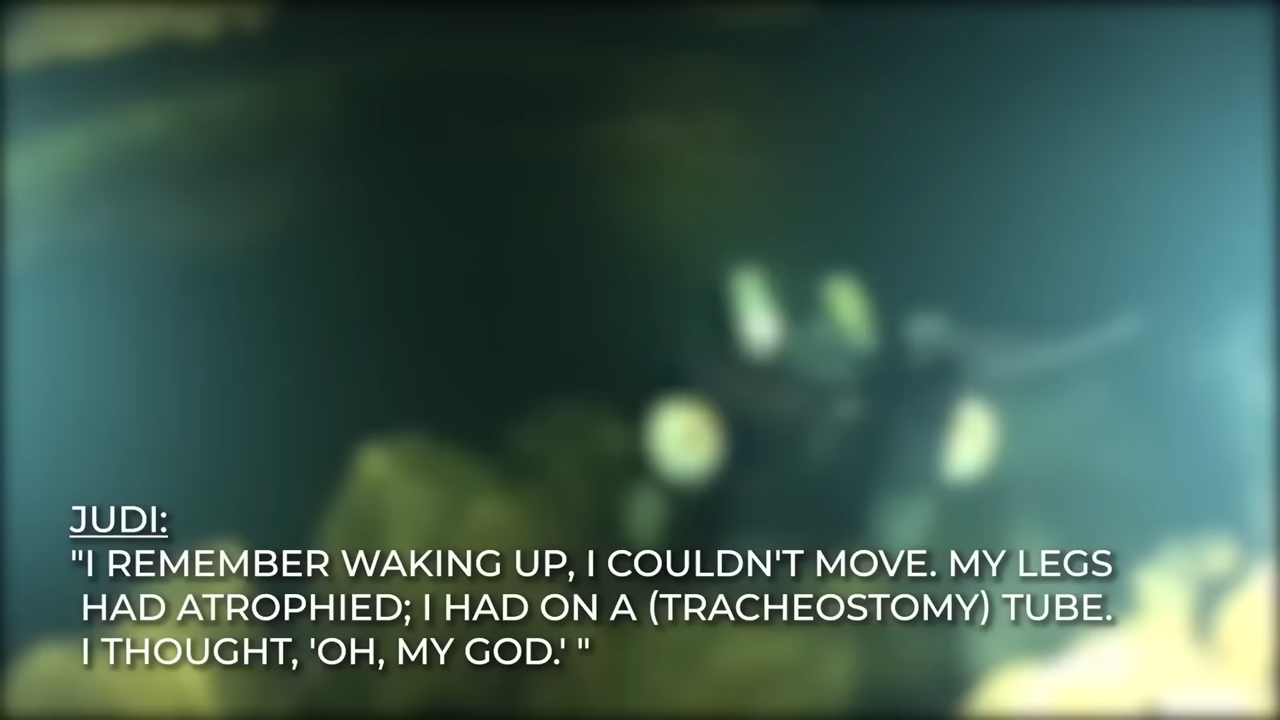 JUDI:
"I REMEMBER WAKING UP, I COULDN'T MOVE. MY LEGS
HAD ATROPHIED; I HAD ON A (TRACHEOSTOMY) TUBE.
I THOUGHT, 'OH, MY GOD.' "